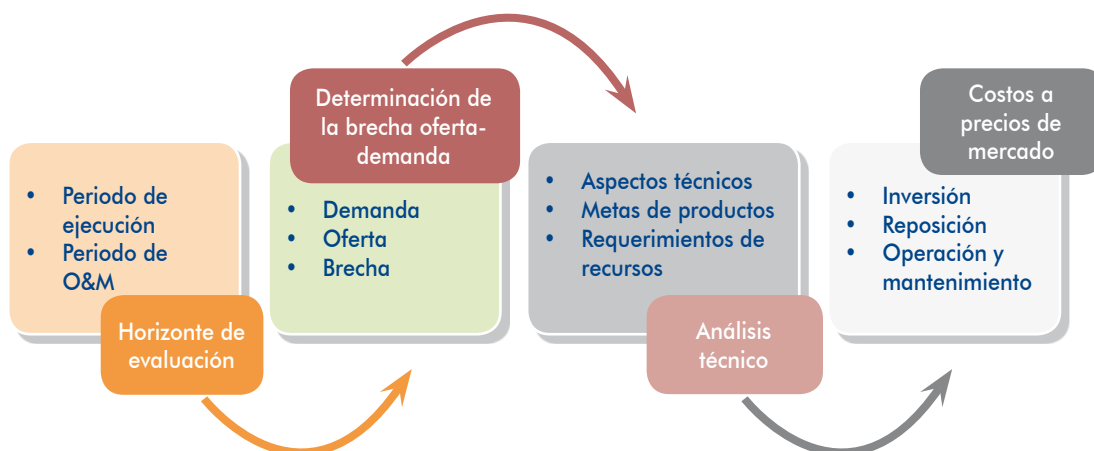 • Periodo de
ejecución
• Periodo de
O&M
Horizonte de
evaluación
Determinación de
la brecha oferta-
demanda
• Demanda
• Oferta
• Brecha
• Aspectos técnicos
• Metas de productos
• Requerimientos de
recursos
Análisis
técnico
Costos a
precios de
mercado
• Inversión
• Reposición
• Operación y
mantenimiento